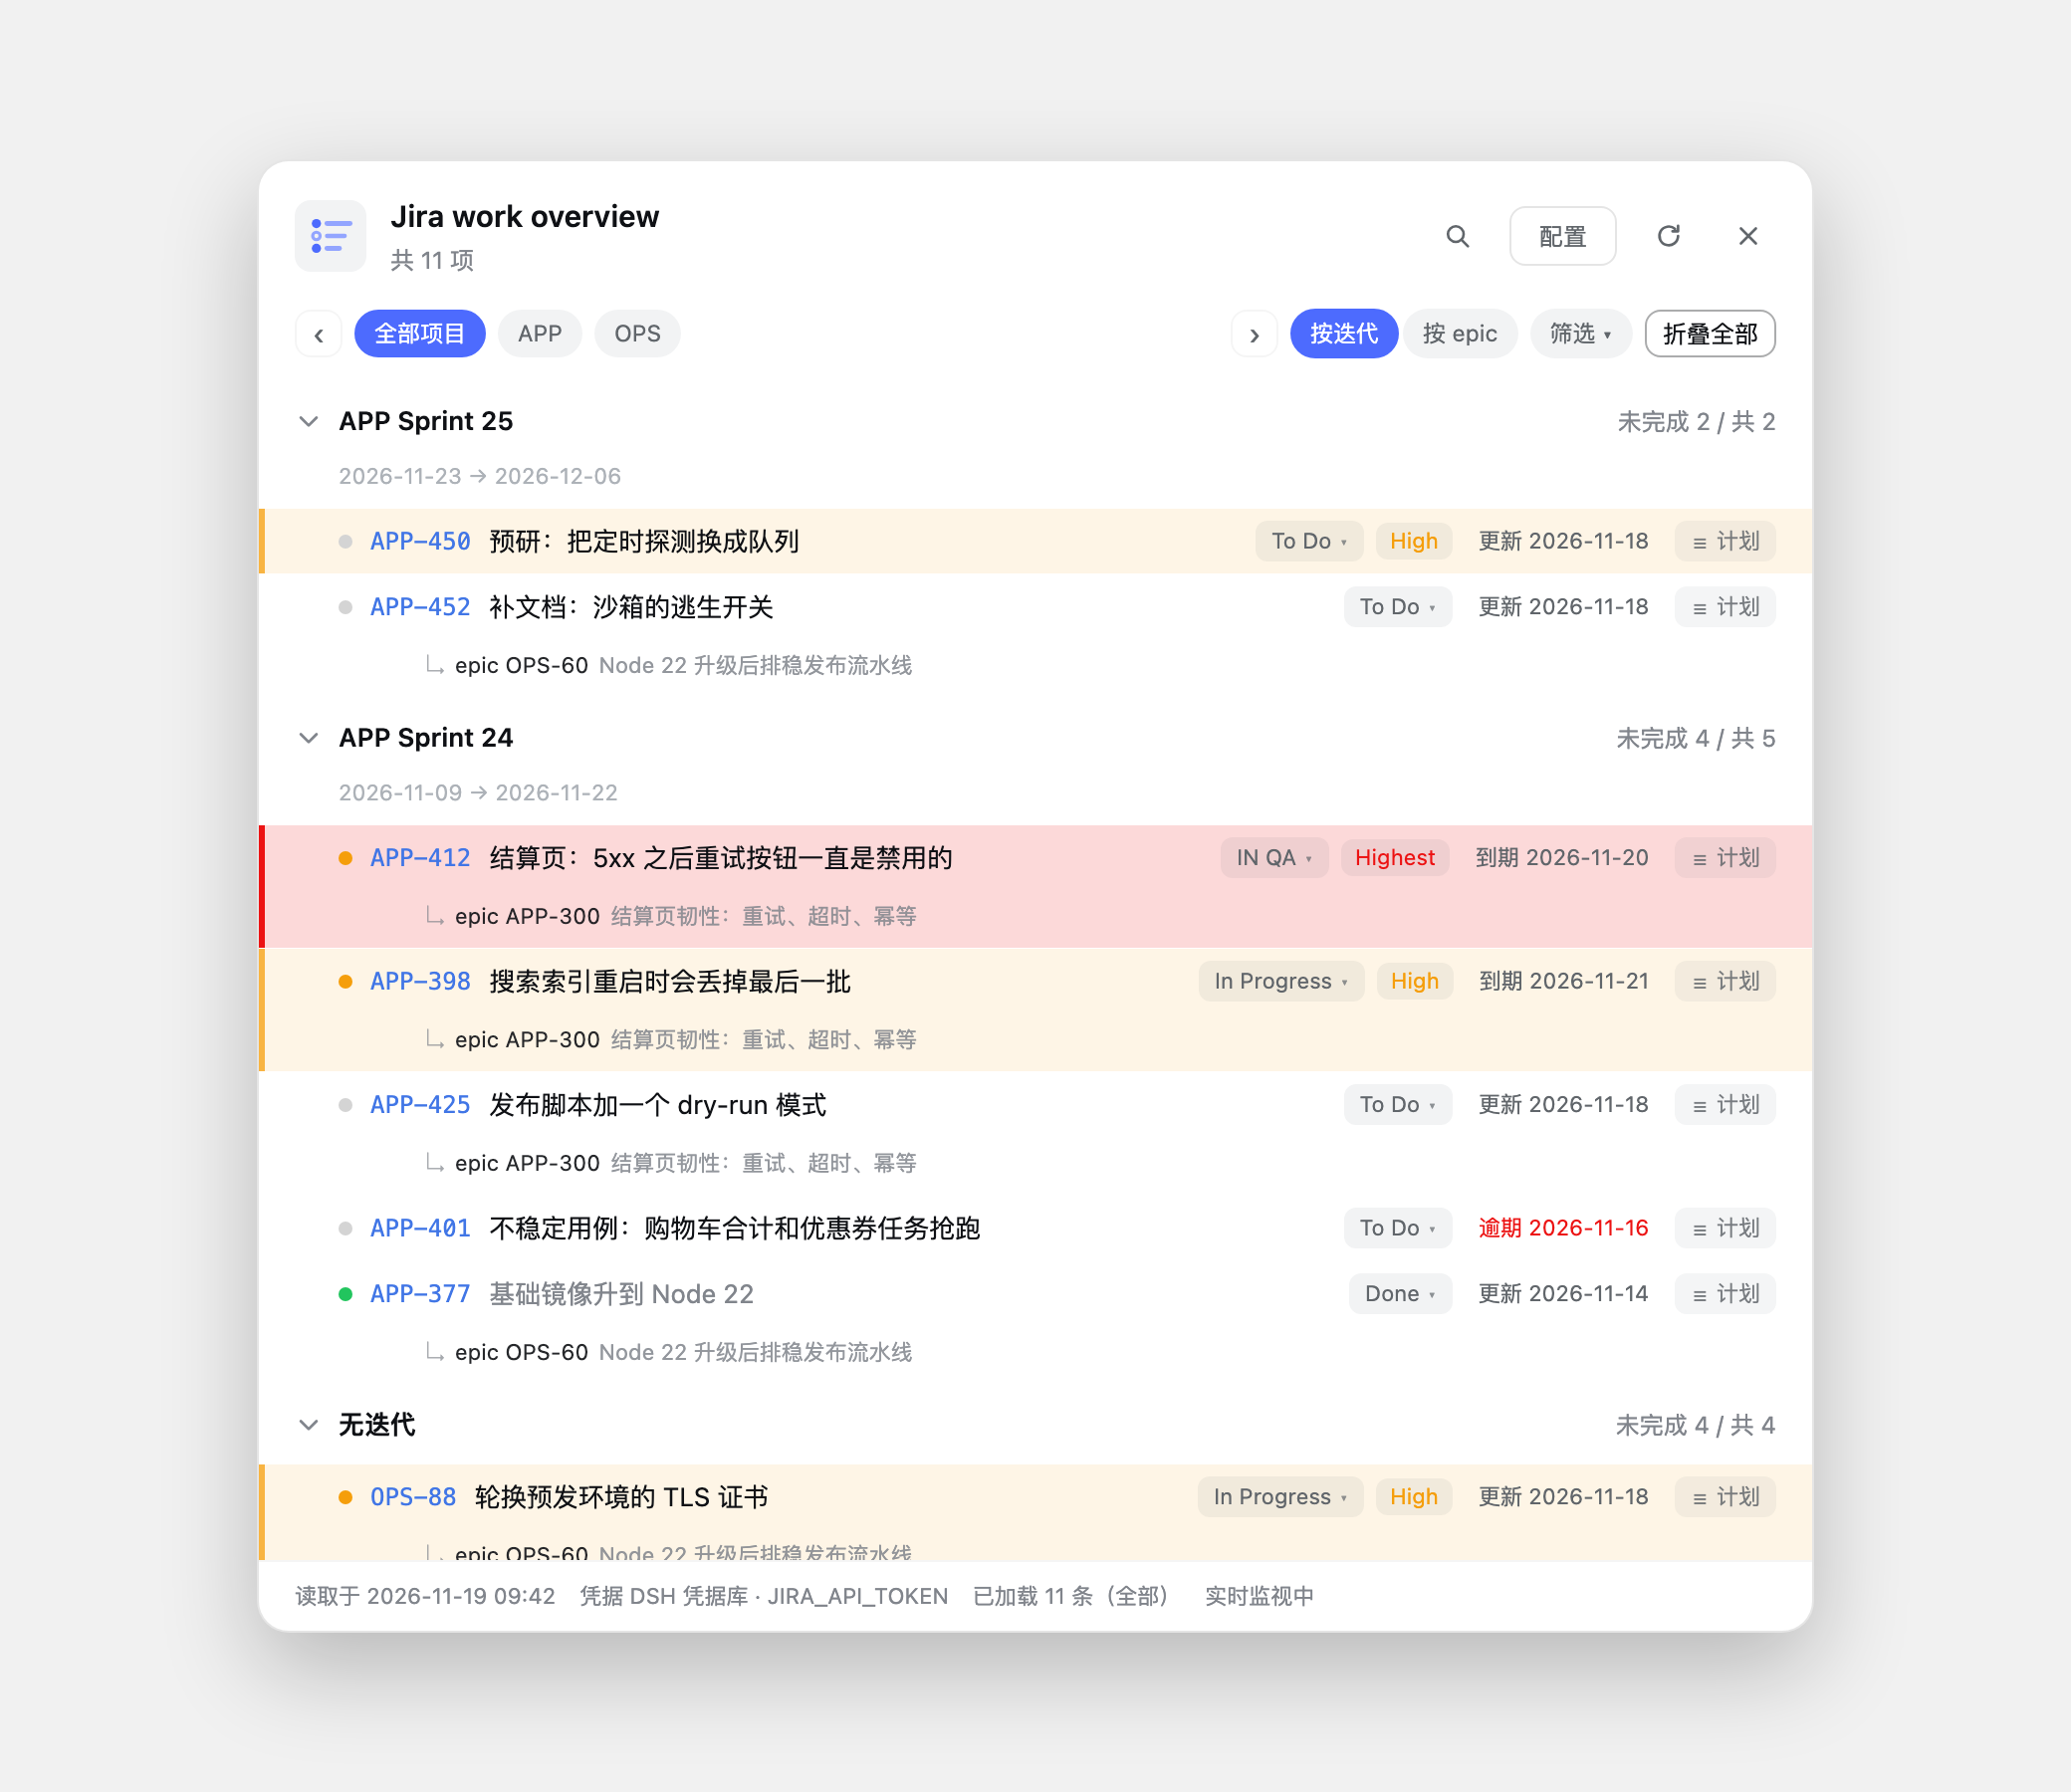 Jira work overview
共 11 项
配置
‹ 全部项目 APP OPS › 按迭代 按 epic 筛选 ▾ 折叠全部
APP Sprint 25 未完成 2 / 共 2
2026-11-23 → 2026-12-06
APP-450 预研：把定时探测换成队列 To Do ▾ High 更新 2026-11-18 ≡ 计划
APP-452 补文档：沙箱的逃生开关 To Do ▾ 更新 2026-11-18 ≡ 计划
epic OPS-60 Node 22 升级后排稳发布流水线
APP Sprint 24 未完成 4 / 共 5
2026-11-09 → 2026-11-22
APP-412 结算页：5xx 之后重试按钮一直是禁用的 IN QA ▾ Highest 到期 2026-11-20 ≡ 计划
epic APP-300 结算页韧性：重试、超时、幂等
APP-398 搜索索引重启时会丢掉最后一批 In Progress ▾ High 到期 2026-11-21 ≡ 计划
epic APP-300 结算页韧性：重试、超时、幂等
APP-425 发布脚本加一个 dry-run 模式 To Do ▾ 更新 2026-11-18 ≡ 计划
epic APP-300 结算页韧性：重试、超时、幂等
APP-401 不稳定用例：购物车合计和优惠券任务抢跑 To Do ▾ 逾期 2026-11-16 ≡ 计划
APP-377 基础镜像升到 Node 22 Done ▾ 更新 2026-11-14 ≡ 计划
epic OPS-60 Node 22 升级后排稳发布流水线
无迭代 未完成 4 / 共 4
OPS-88 轮换预发环境的 TLS 证书 In Progress ▾ High 更新 2026-11-18 ≡ 计划
epic OPS-60 Node 22 升级后排稳发布流水线
读取于 2026-11-19 09:42 凭据 DSH 凭据库 · JIRA_API_TOKEN 已加载 11 条（全部） 实时监视中